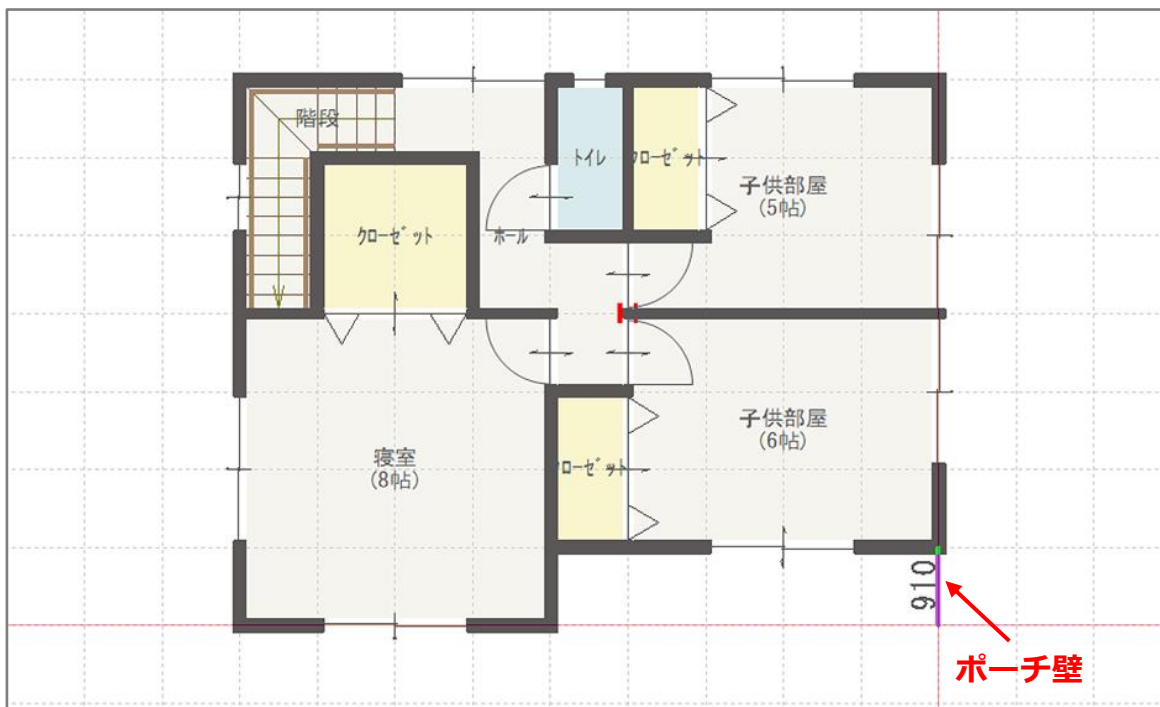 階段
トイレ
クローゼット
子供部屋
(5帖)
クローゼット
ホール
寝室
(8帖)
クローゼット
子供部屋
(6帖)
910
ポーチ壁